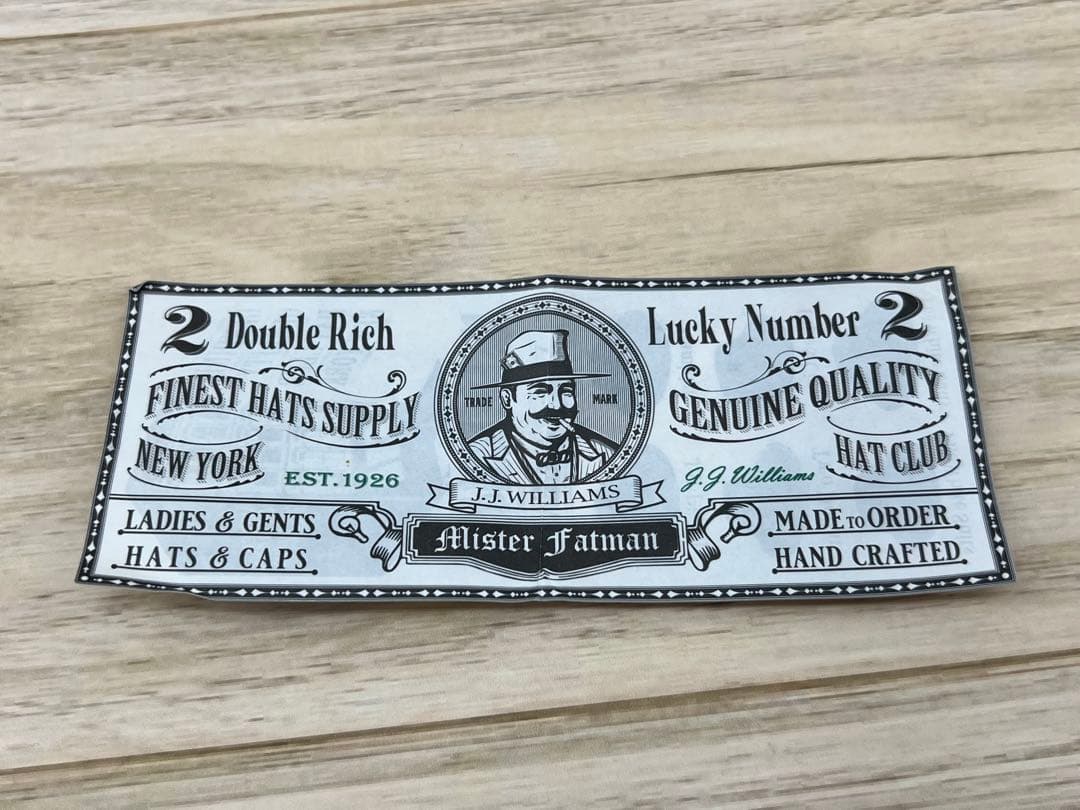 2 Double Rich
FINEST HATS SUPPLY
NEW YORK
EST. 1926
LADIES & GENTS
HATS & CAPS
TRADE MARK
J.J. WILLIAMS
Mister Fatman
Lucky Number 2
GENUINE QUALITY
HAT CLUB
J.J. Williams
MADE TO ORDER
HAND CRAFTED